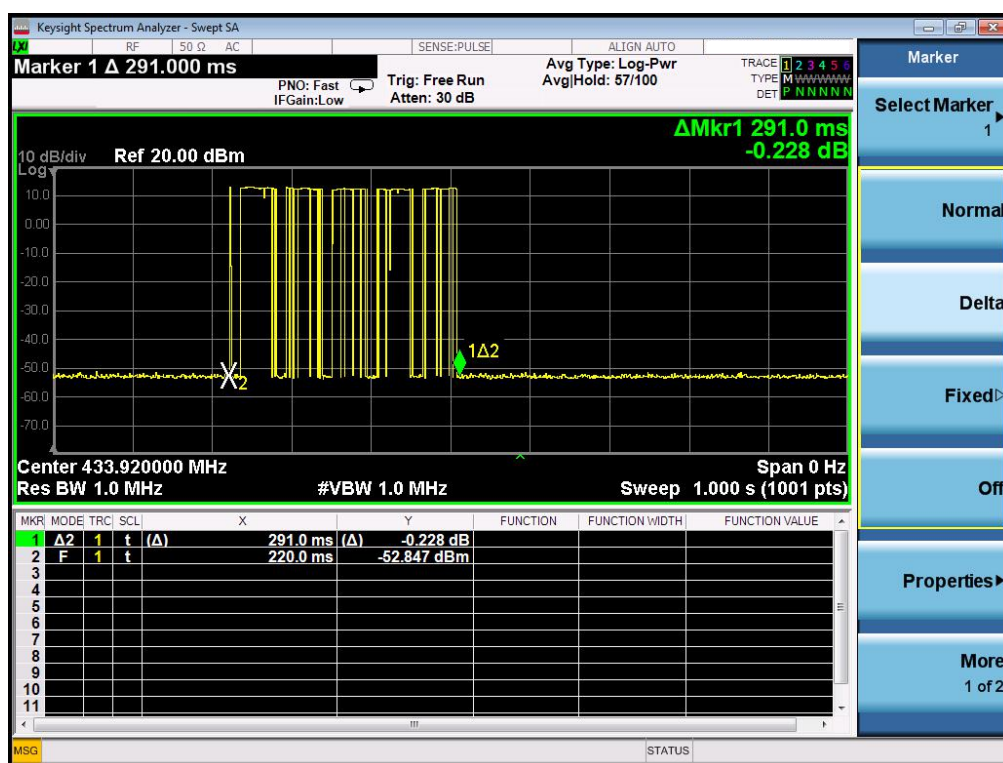 Keysight Spectrum Analyzer - Swept SA
LXI RF 50 Ω AC SENSE:PULSE ALIGN AUTO
Marker 1 Δ 291.000 ms
PNO: Fast
IFGain:Low
Trig: Free Run
Atten: 30 dB
Avg Type: Log-Pwr
Avg|Hold: 57/100
TRACE 1 2 3 4 5 6
TYPE M WWWWW
DET P N N N N N
ΔMkr1 291.0 ms
-0.228 dB
10 dB/div Ref 20.00 dBm
Log
10.0
0.00
-10.0
-20.0
-30.0
-40.0
-50.0
-60.0
-70.0
1Δ2
X2
Center 433.920000 MHz Span 0 Hz
Res BW 1.0 MHz #VBW 1.0 MHz Sweep 1.000 s (1001 pts)
MKR MODE TRC SCL X Y FUNCTION FUNCTION WIDTH FUNCTION VALUE
1 Δ2 1 t (Δ) 291.0 ms (Δ) -0.228 dB
2 F 1 t 220.0 ms -52.847 dBm
3
4
5
6
7
8
9
10
11
MSG STATUS
Marker
Select Marker
1
Normal
Delta
Fixed
Off
Properties
More
1 of 2